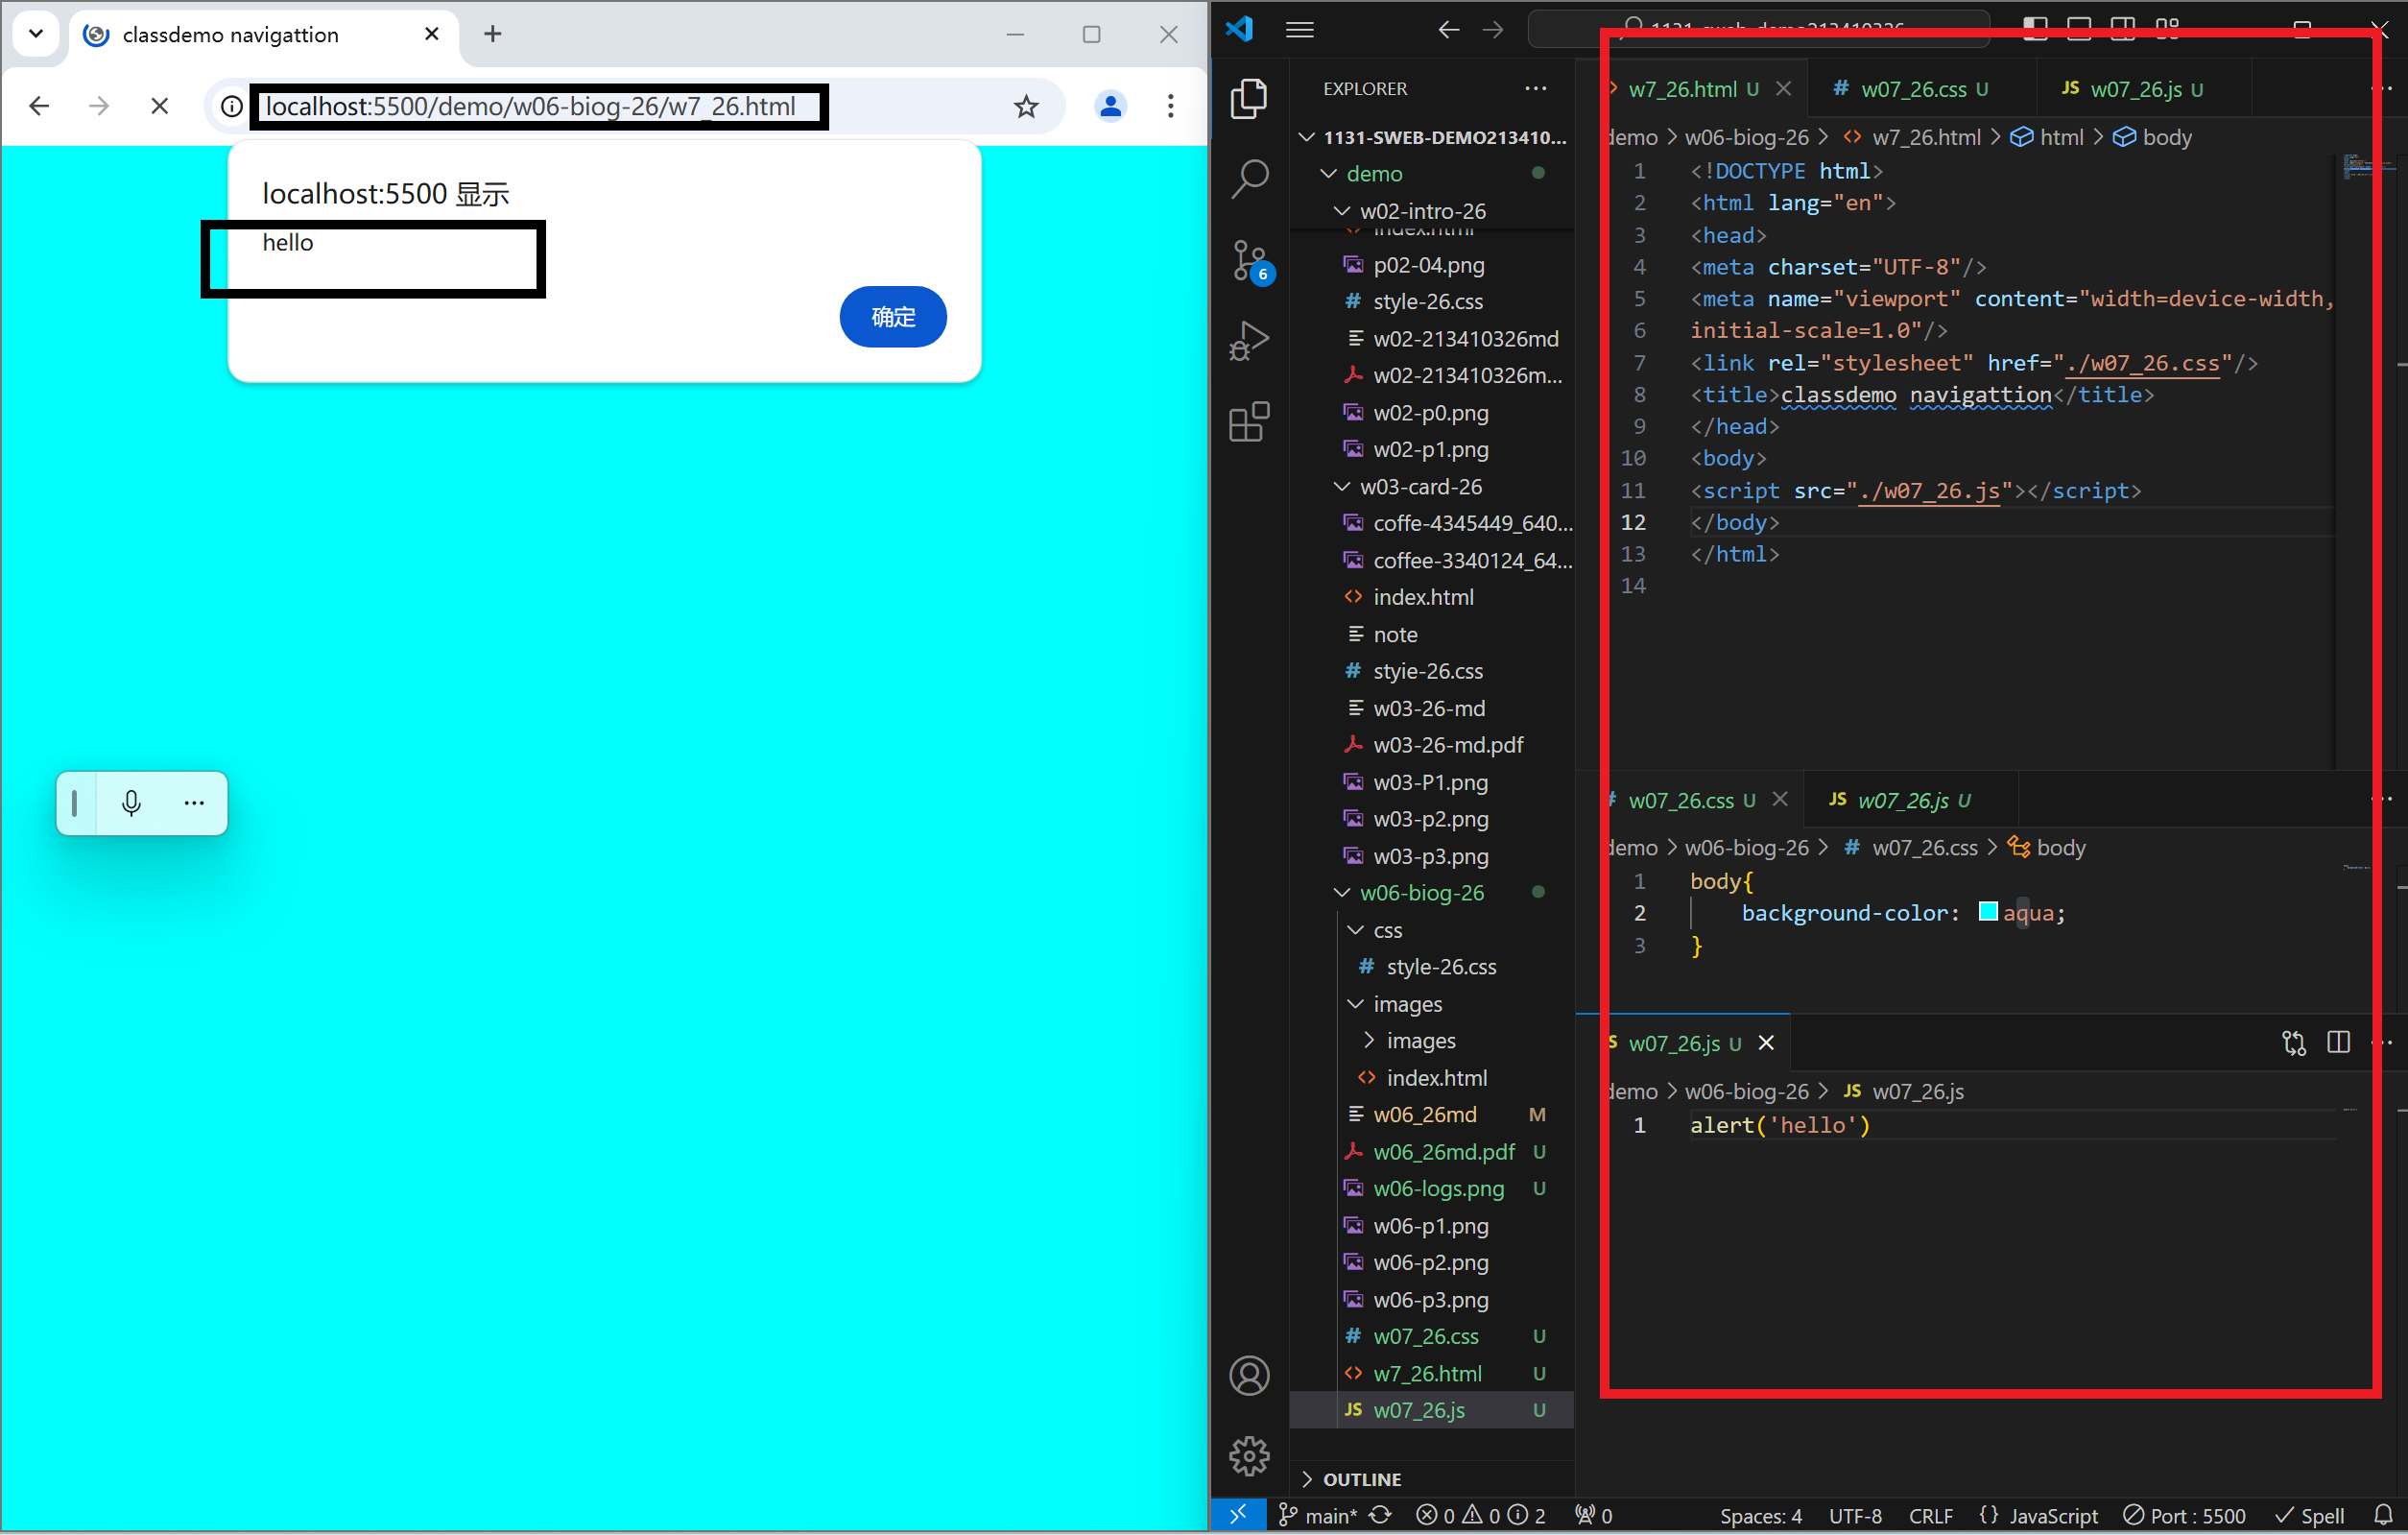 classdemo navigattion
localhost:5500/demo/w06-biog-26/w7_26.html
localhost:5500 显示
hello
确定
EXPLORER
1131-SWEB-DEMO213410...
demo
w02-intro-26
index.html
p02-04.png
style-26.css
w02-213410326md
w02-213410326m...
w02-p0.png
w02-p1.png
w03-card-26
coffe-4345449_640...
coffee-3340124_64...
index.html
note
styie-26.css
w03-26-md
w03-26-md.pdf
w03-P1.png
w03-p2.png
w03-p3.png
w06-biog-26
css
style-26.css
images
images
index.html
w06_26md M
w06_26md.pdf U
w06-logs.png U
w06-p1.png
w06-p2.png
w06-p3.png
w07_26.css U
w7_26.html U
JS w07_26.js U
OUTLINE
6
w7_26.html U # w07_26.css U JS w07_26.js U
demo > w06-biog-26 > <> w7_26.html > html > body
1 <!DOCTYPE html>
2 <html lang="en">
3 <head>
4 <meta charset="UTF-8"/>
5 <meta name="viewport" content="width=device-width,
6 initial-scale=1.0"/>
7 <link rel="stylesheet" href="./w07_26.css"/>
8 <title>classdemo navigattion</title>
9 </head>
10 <body>
11 <script src="./w07_26.js"></script>
12 </body>
13 </html>
14
# w07_26.css U JS w07_26.js U
demo > w06-biog-26 > # w07_26.css > body
1 body{
2 background-color: aqua;
3 }
w07_26.js U
demo > w06-biog-26 > JS w07_26.js
1 alert('hello')
main* 0 0 2 0 Spaces: 4 UTF-8 CRLF {} JavaScript Port : 5500 Spell